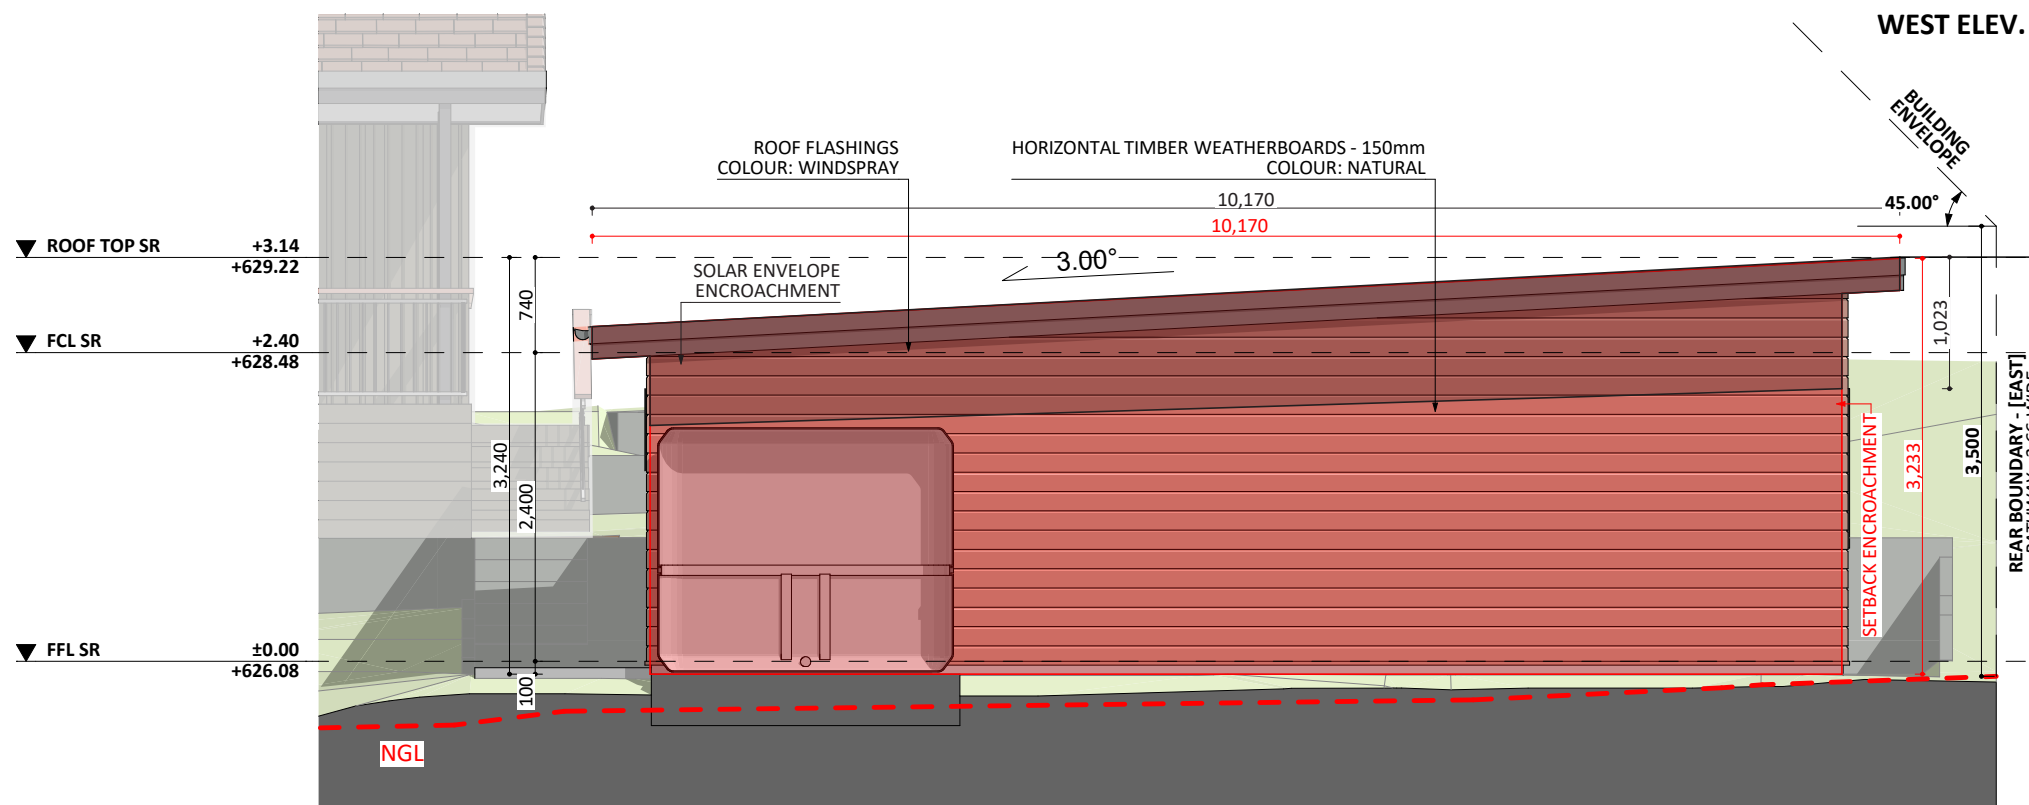 WEST ELEV.
BUILDING
ENVELOPE
ROOF FLASHINGS
COLOUR: WINDSPRAY
HORIZONTAL TIMBER WEATHERBOARDS - 150mm
COLOUR: NATURAL
10,170
10,170
45.00°
ROOF TOP SR +3.14
+629.22
3.00°
SOLAR ENVELOPE
ENCROACHMENT
740
1,023
FCL SR +2.40
+628.48
3,240
2,400
SETBACK ENCROACHMENT
3,233
3,500
REAR BOUNDARY - [EAST]
FFL SR ±0.00
+626.08
100
NGL